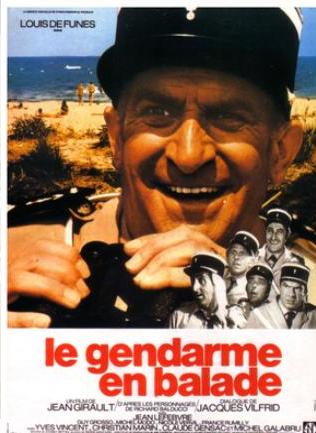 LOUIS DE FUNES
le gendarme
en balade
UN FILM DE
JEAN GIRAULT
D'APRES LES PERSONNAGES
DE RICHARD BALDUCCI
DIALOGUE DE
JACQUES VILFRID
JEAN LEFEBVRE
GUY GROSSO, MICHEL MODO, NICOLE VERVIL, FRANCE RUMILLY
YVES VINCENT, CHRISTIAN MARIN, CLAUDE GENSAC et MICHEL GALABRU